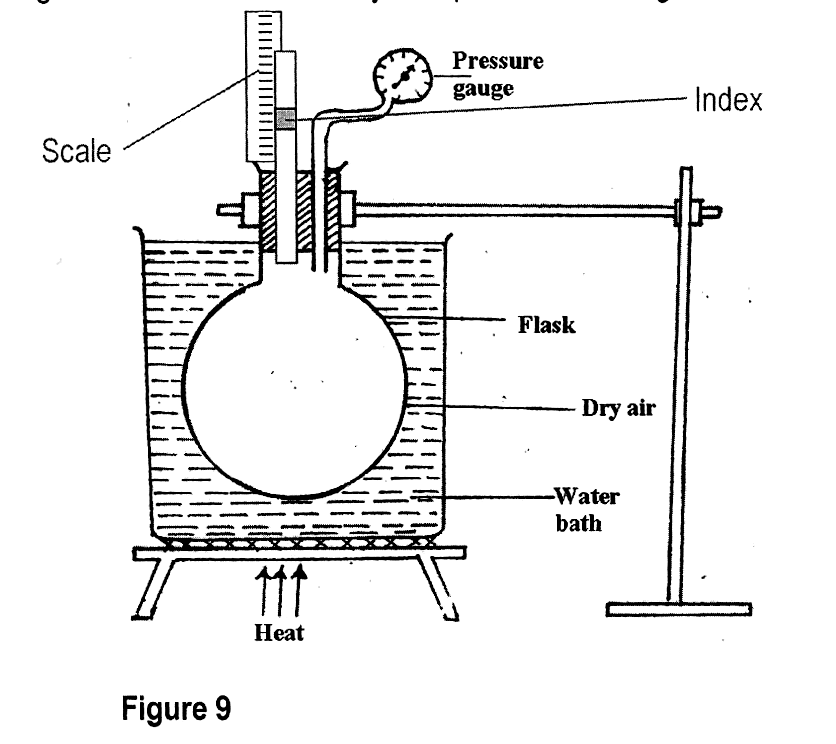 Pressure
gauge
Index
Scale
Flask
Dry air
Water
bath
Heat
Figure 9